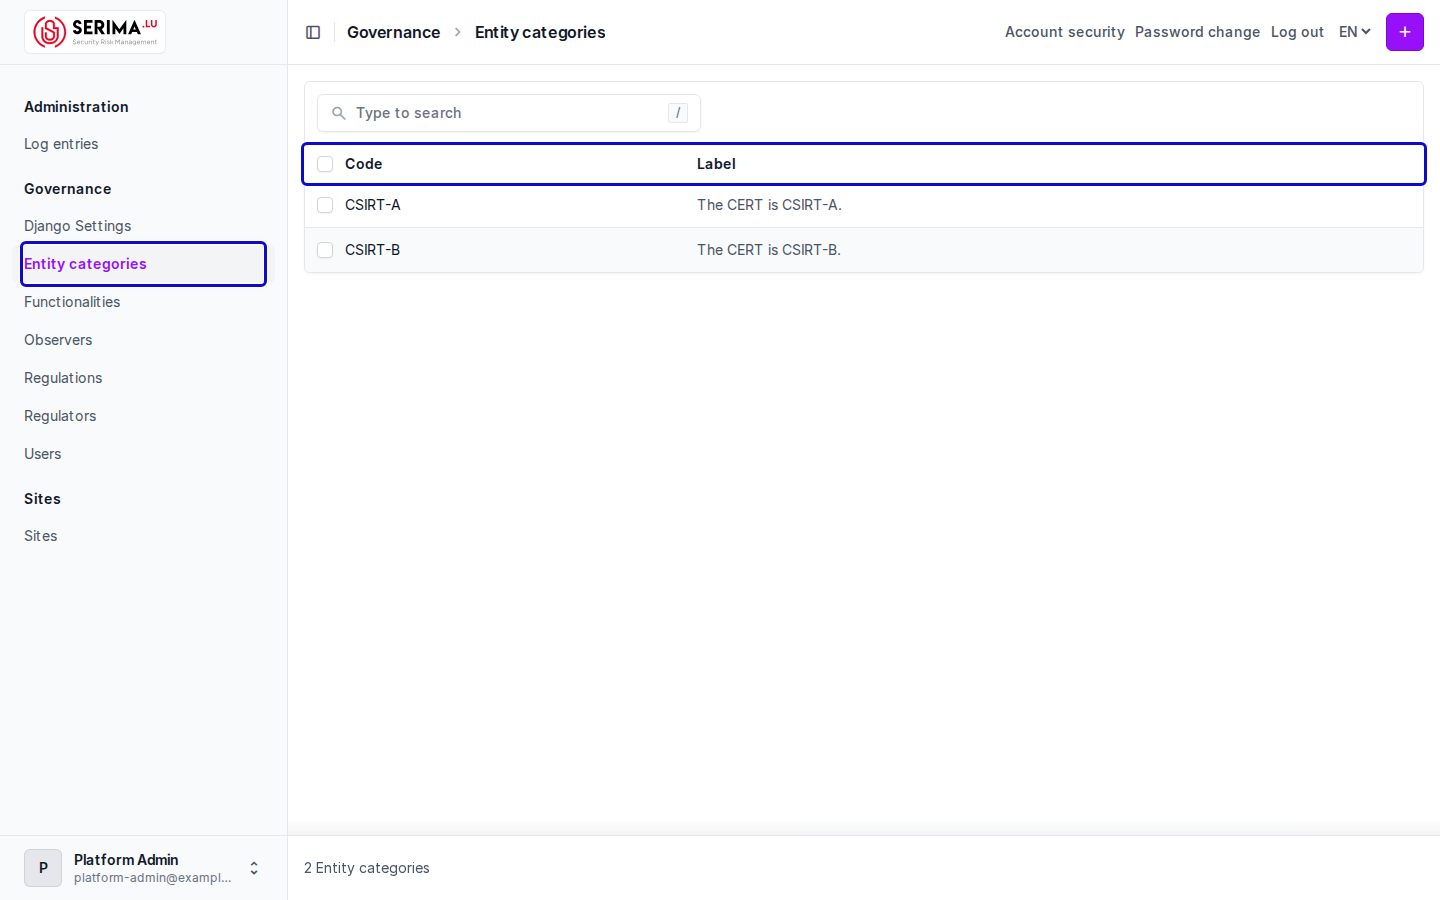 SERIMA.LU
Security Risk Management
Governance > Entity categories
Account security Password change Log out EN +
Administration
Log entries
Governance
Django Settings
Entity categories
Functionalities
Observers
Regulations
Regulators
Users
Sites
Sites
Type to search /
Code Label
CSIRT-A The CERT is CSIRT-A.
CSIRT-B The CERT is CSIRT-B.
P
Platform Admin
platform-admin@exampl...
2 Entity categories